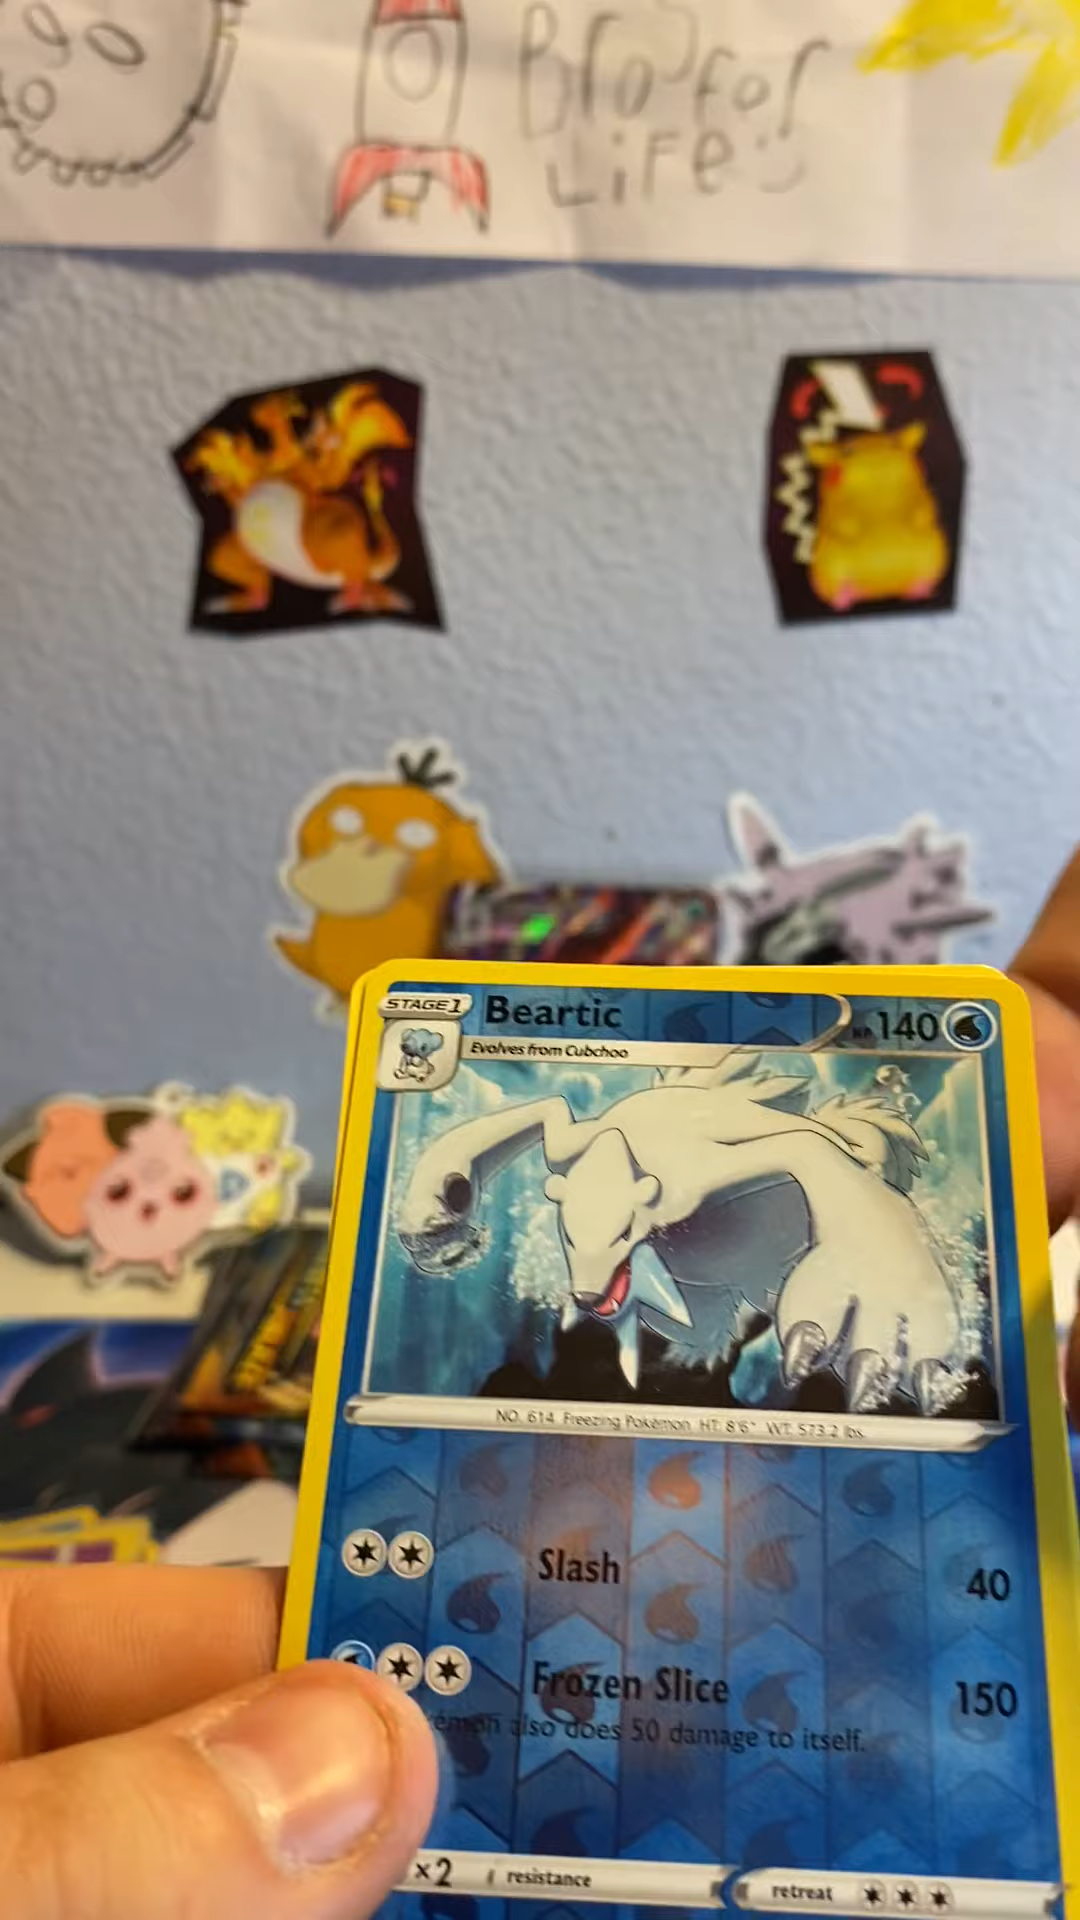 Bros for
Life :)
STAGE 1
Beartic
HP 140
Evolves from Cubchoo
NO. 614 Freezing Pokémon HT: 8'6" WT: 573.2 lbs.
Slash 40
Frozen Slice 150
kémon also does 50 damage to itself.
×2 resistance retreat